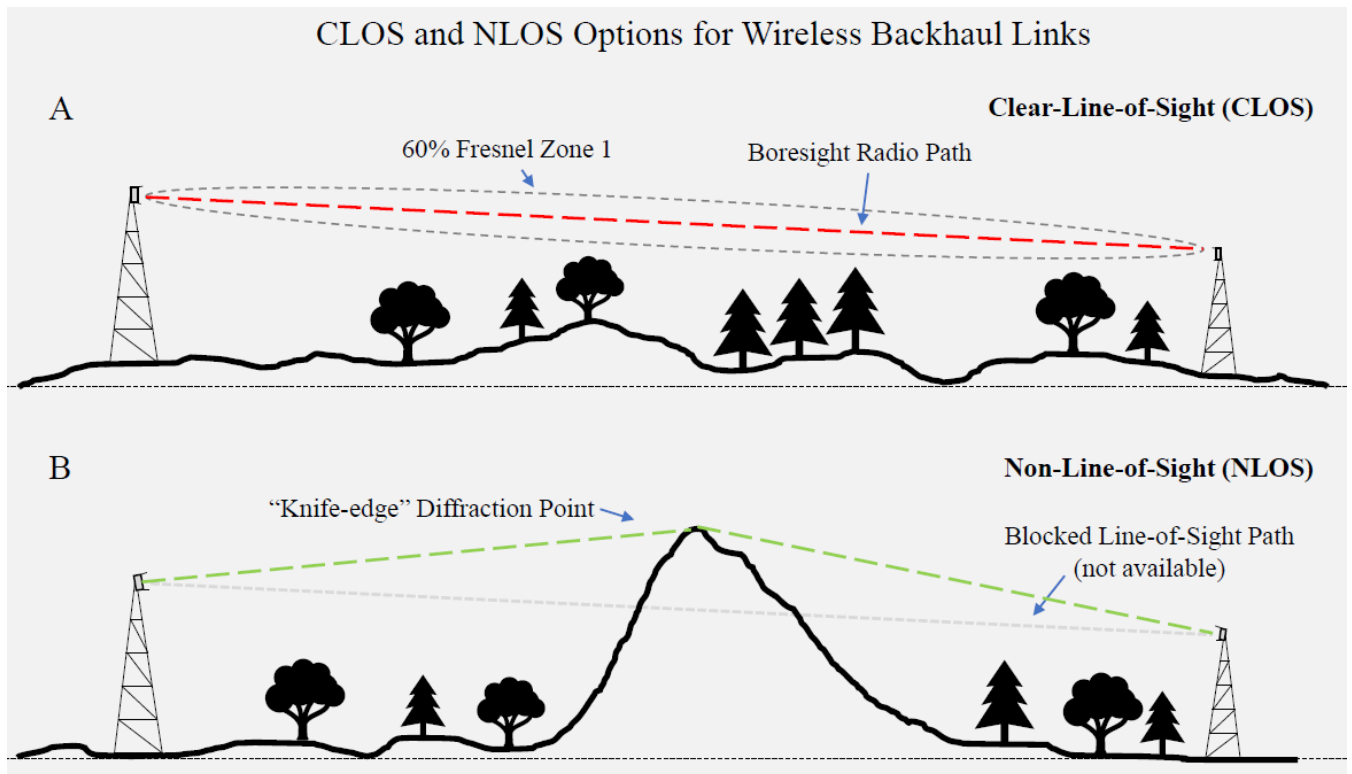 CLOS and NLOS Options for Wireless Backhaul Links
A
Clear-Line-of-Sight (CLOS)
60% Fresnel Zone 1
Boresight Radio Path
B
Non-Line-of-Sight (NLOS)
“Knife-edge” Diffraction Point
Blocked Line-of-Sight Path
(not available)